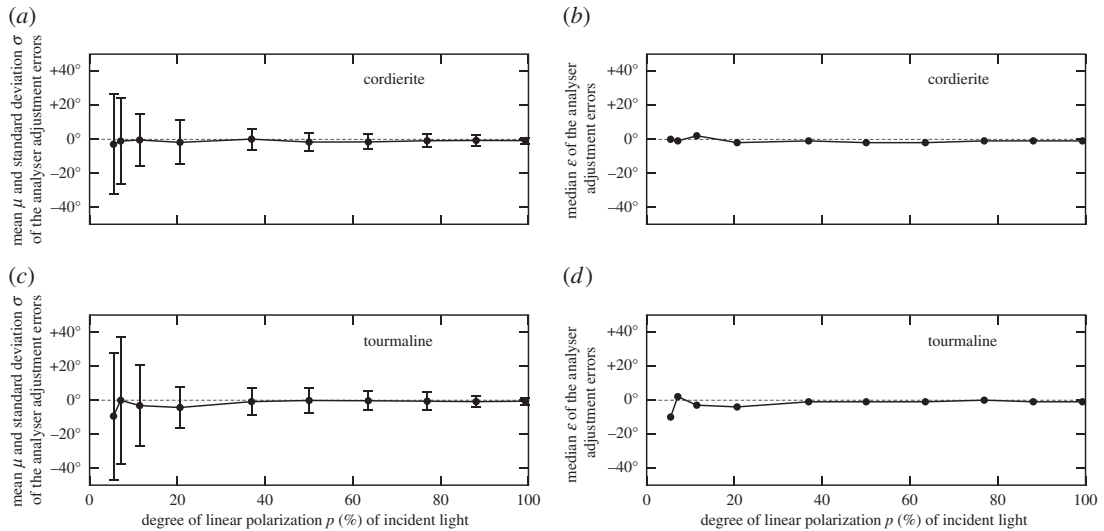 (a)
mean μ and standard deviation σ
of the analyser adjustment errors
+40°
+20°
0°
–20°
–40°
cordierite
(b)
median ε of the analyser
adjustment errors
+40°
+20°
0°
–20°
–40°
cordierite
(c)
mean μ and standard deviation σ
of the analyser adjustment errors
+40°
+20°
0°
–20°
–40°
tourmaline
0 20 40 60 80 100
degree of linear polarization p (%) of incident light
(d)
median ε of the analyser
adjustment errors
+40°
+20°
0°
–20°
–40°
tourmaline
0 20 40 60 80 100
degree of linear polarization p (%) of incident light